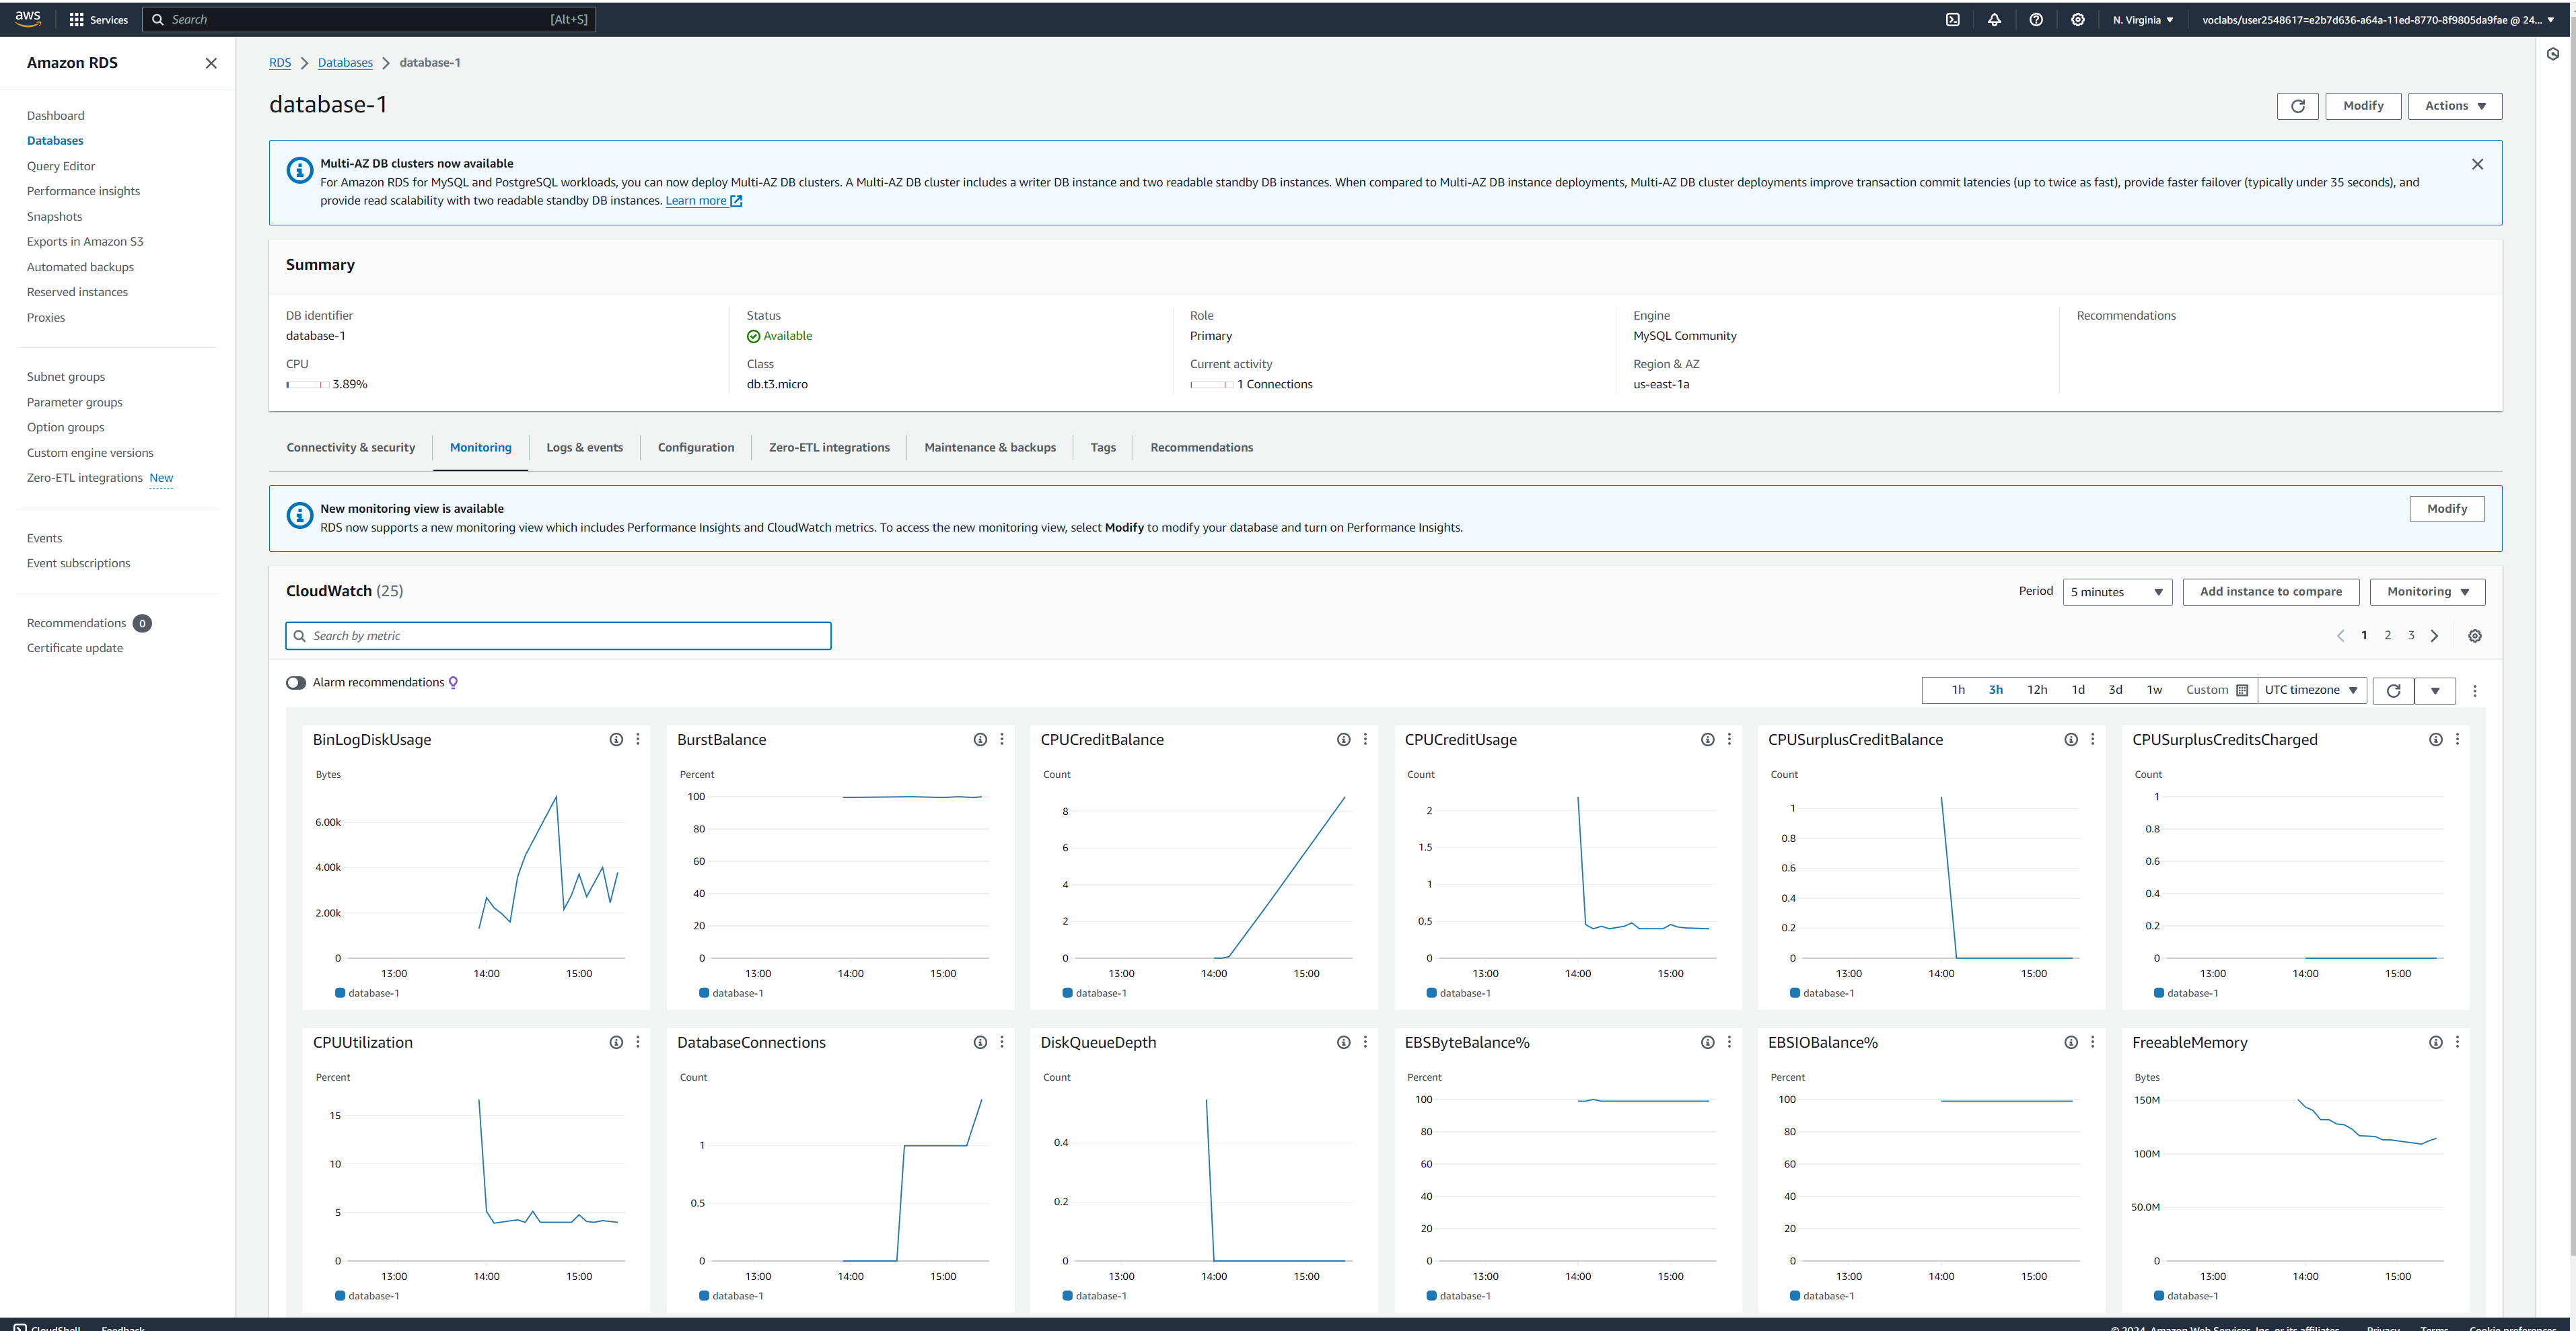 aws Services Search [Alt+S] N. Virginia voclabs/user2548617=e2b7d636-a64a-11ed-8770-8f9805da9fae @ 24...
Amazon RDS
Dashboard
Databases
Query Editor
Performance insights
Snapshots
Exports in Amazon S3
Automated backups
Reserved instances
Proxies
Subnet groups
Parameter groups
Option groups
Custom engine versions
Zero-ETL integrations New
Events
Event subscriptions
Recommendations 0
Certificate update
RDS > Databases > database-1
database-1
Modify Actions
Multi-AZ DB clusters now available
For Amazon RDS for MySQL and PostgreSQL workloads, you can now deploy Multi-AZ DB clusters. A Multi-AZ DB cluster includes a writer DB instance and two readable standby DB instances. When compared to Multi-AZ DB instance deployments, Multi-AZ DB cluster deployments improve transaction commit latencies (up to twice as fast), provide faster failover (typically under 35 seconds), and
provide read scalability with two readable standby DB instances. Learn more
Summary
DB identifier
database-1
CPU
3.89%
Status
Available
Class
db.t3.micro
Role
Primary
Current activity
1 Connections
Engine
MySQL Community
Region & AZ
us-east-1a
Recommendations
Connectivity & security Monitoring Logs & events Configuration Zero-ETL integrations Maintenance & backups Tags Recommendations
New monitoring view is available
RDS now supports a new monitoring view which includes Performance Insights and CloudWatch metrics. To access the new monitoring view, select Modify to modify your database and turn on Performance Insights.
Modify
CloudWatch (25)
Period 5 minutes Add instance to compare Monitoring
Search by metric
1 2 3
Alarm recommendations
1h 3h 12h 1d 3d 1w Custom UTC timezone
BinLogDiskUsage
Bytes
6.00k
4.00k
2.00k
0
13:00 14:00 15:00
database-1
BurstBalance
Percent
100
80
60
40
20
0
13:00 14:00 15:00
database-1
CPUCreditBalance
Count
8
6
4
2
0
13:00 14:00 15:00
database-1
CPUCreditUsage
Count
2
1.5
1
0.5
0
13:00 14:00 15:00
database-1
CPUSurplusCreditBalance
Count
1
0.8
0.6
0.4
0.2
0
13:00 14:00 15:00
database-1
CPUSurplusCreditsCharged
Count
1
0.8
0.6
0.4
0.2
0
13:00 14:00 15:00
database-1
CPUUtilization
Percent
15
10
5
0
13:00 14:00 15:00
database-1
DatabaseConnections
Count
1
0.5
0
13:00 14:00 15:00
database-1
DiskQueueDepth
Count
0.4
0.2
0
13:00 14:00 15:00
database-1
EBSByteBalance%
Percent
100
80
60
40
20
0
13:00 14:00 15:00
database-1
EBSIOBalance%
Percent
100
80
60
40
20
0
13:00 14:00 15:00
database-1
FreeableMemory
Bytes
150M
100M
50.0M
0
13:00 14:00 15:00
database-1
CloudShell Feedback © 2024, Amazon Web Services, Inc. or its affiliates. Privacy Terms Cookie preferences